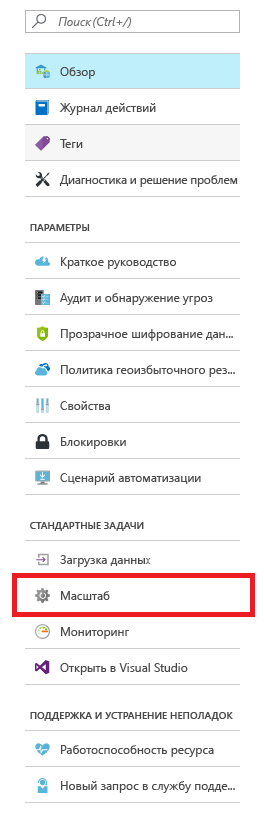 Поиск (Ctrl+/)
Обзор
Журнал действий
Теги
Диагностика и решение проблем
ПАРАМЕТРЫ
Краткое руководство
Аудит и обнаружение угроз
Прозрачное шифрование дан...
Политика геоизбыточного рез...
Свойства
Блокировки
Сценарий автоматизации
СТАНДАРТНЫЕ ЗАДАЧИ
Загрузка данных
Масштаб
Мониторинг
Открыть в Visual Studio
ПОДДЕРЖКА И УСТРАНЕНИЕ НЕПОЛАДОК
Работоспособность ресурса
Новый запрос в службу подде...